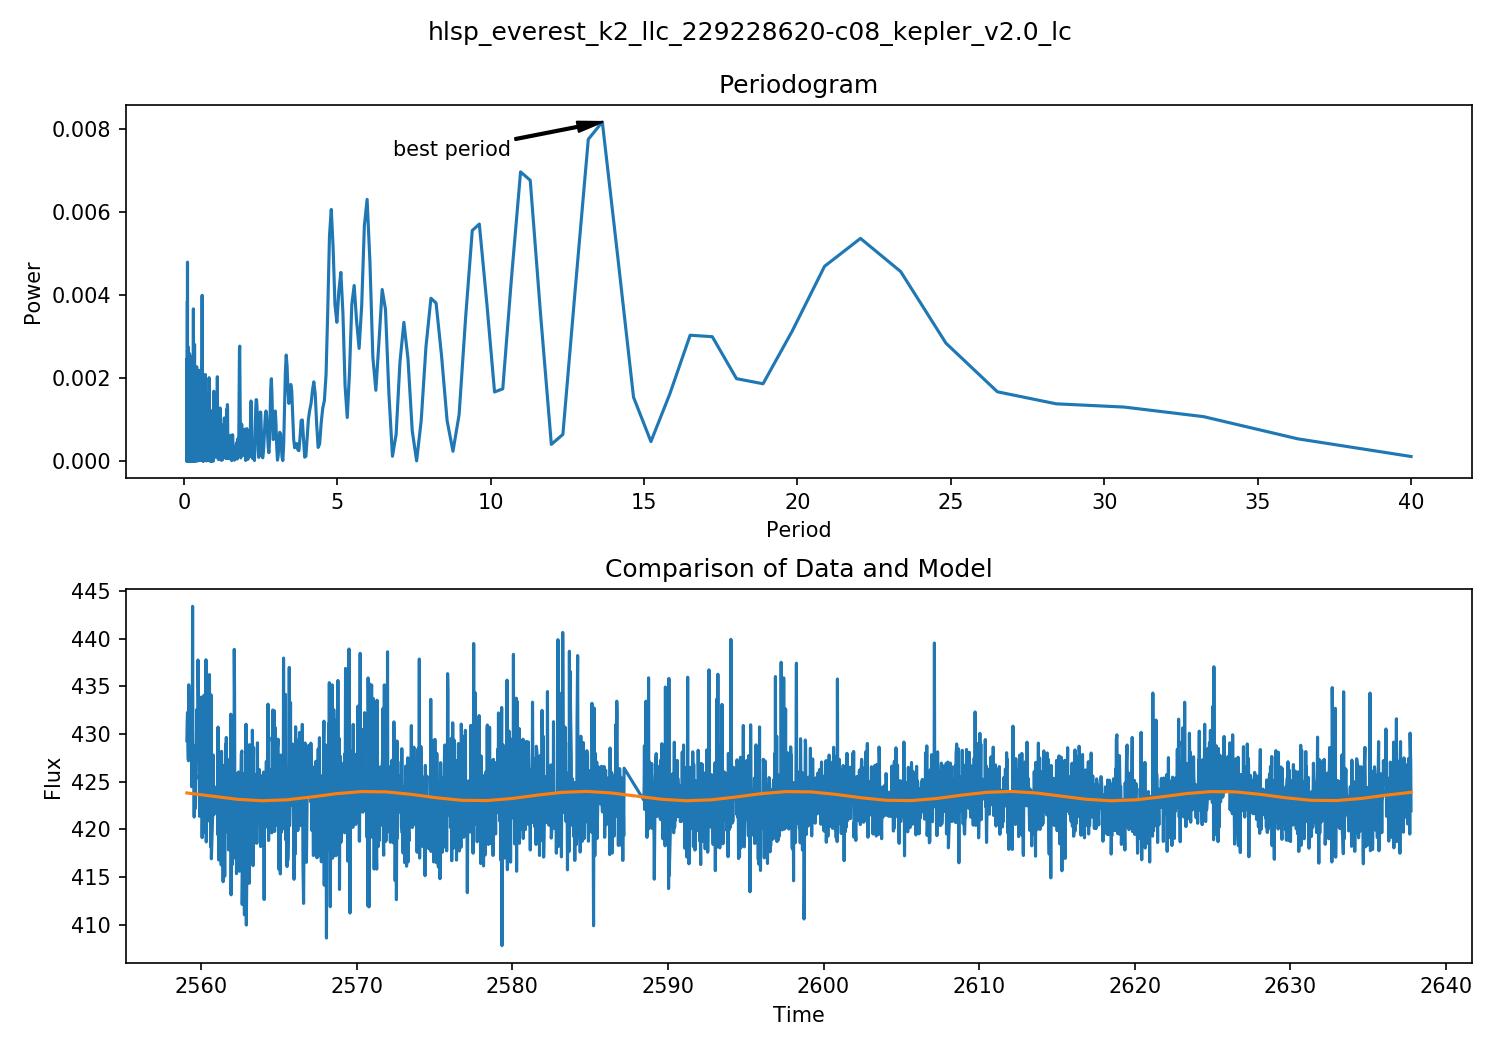 hlsp_everest_k2_llc_229228620-c08_kepler_v2.0_lc
Periodogram
0.008
best period
0.006
0.004
0.002
0.000
Power
0 5 10 15 20 25 30 35 40
Period
Comparison of Data and Model
445
440
435
430
425
420
415
410
Flux
2560 2570 2580 2590 2600 2610 2620 2630 2640
Time